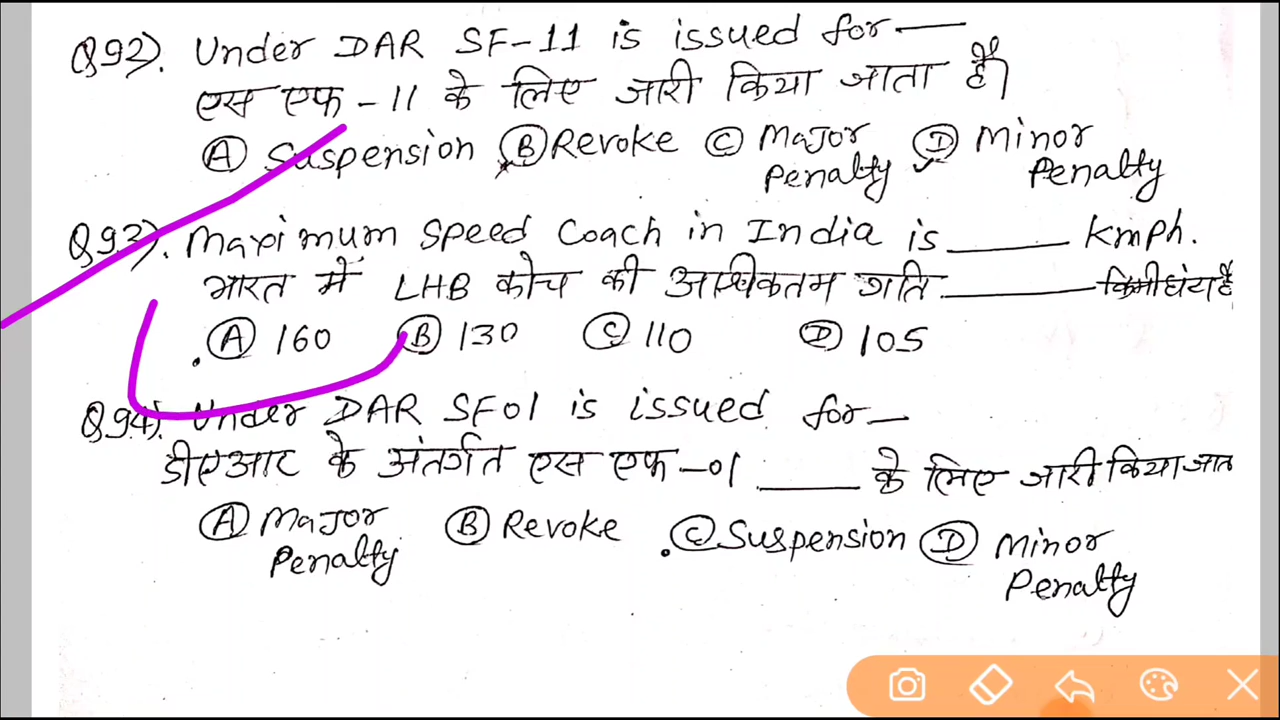 Q92). Under DAR SF-11 is issued for —
एस एफ - 11 के लिए जारी किया जाता है।
A Suspension B Revoke C Major Penalty D Minor Penalty
Q93). Maximum Speed Coach in India is ______ Kmph.
भारत में LHB कोच की अधिकतम गति ______ किमी घंटा है
A 160 B 130 C 110 D 105
Q94). Under DAR SF01 is issued for —
डीएआर के अंतर्गत एस एफ -01 ______ के लिए जारी किया जात
A Major Penalty B Revoke C Suspension D Minor Penalty